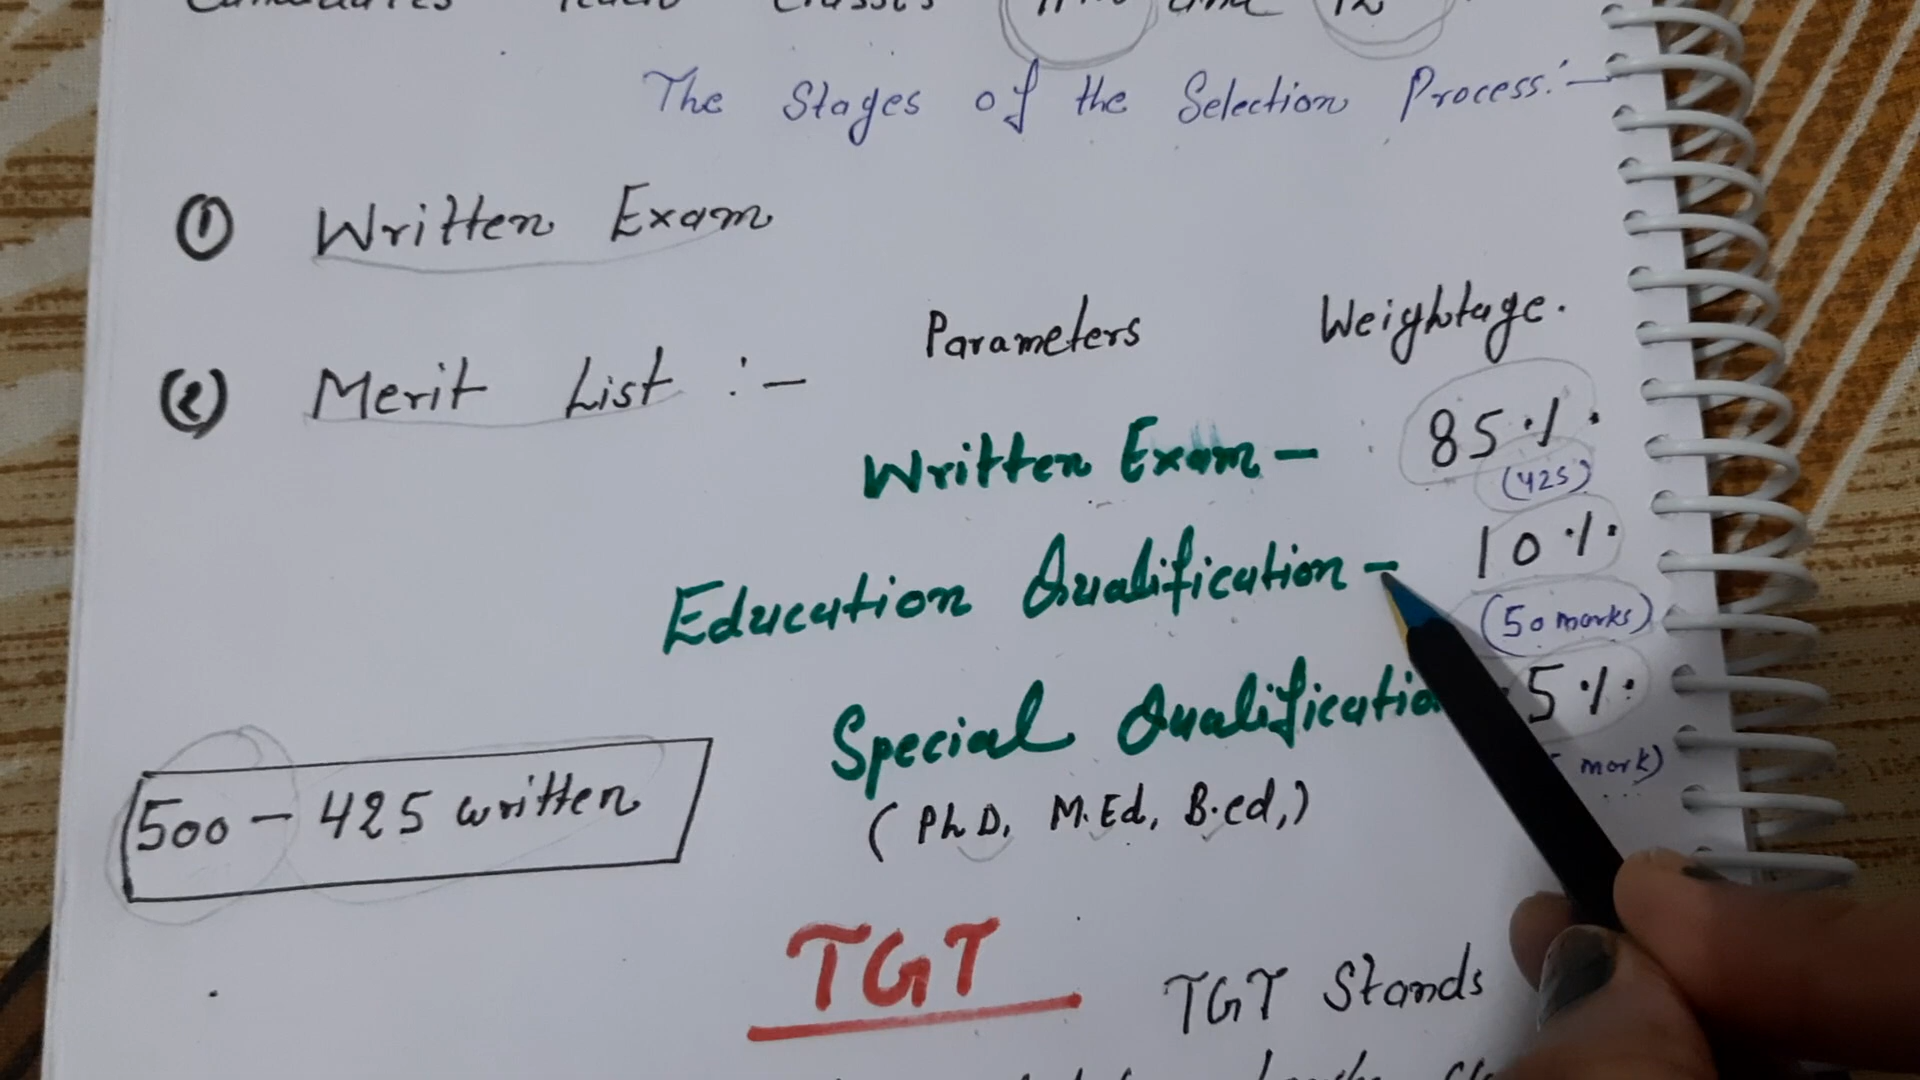 The Stages of the Selection Process:-
① Written Exam
Parameters Weightage.
(2) Merit List :-
Written Exam - 85%
(425)
Education Qualification - 10%
(50 marks)
Special Qualification 5%
mark)
(PhD, M.Ed, B.ed,)
500 - 425 written
TGT
TGT Stands